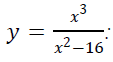 y = x³/(x²−16):